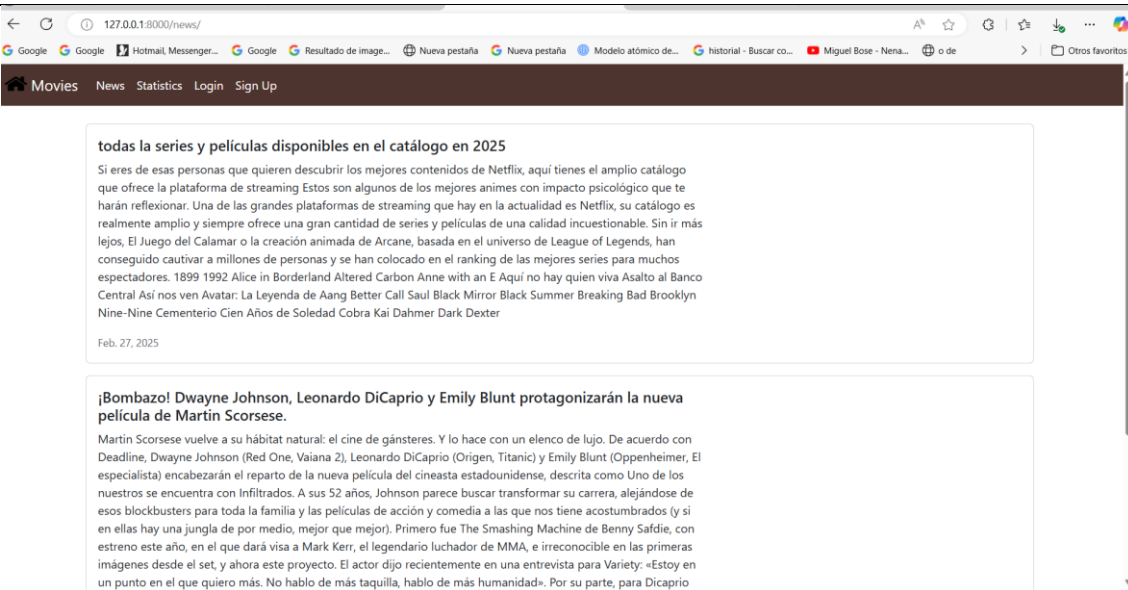 127.0.0.1:8000/news/
Google Google Hotmail, Messenger... Google Resultado de image... Nueva pestaña Nueva pestaña Modelo atómico de... historial - Buscar co... Miguel Bose - Nena... o de Otros favoritos
Movies News Statistics Login Sign Up
todas la series y películas disponibles en el catálogo en 2025
Si eres de esas personas que quieren descubrir los mejores contenidos de Netflix, aquí tienes el amplio catálogo
que ofrece la plataforma de streaming Estos son algunos de los mejores animes con impacto psicológico que te
harán reflexionar. Una de las grandes plataformas de streaming que hay en la actualidad es Netflix, su catálogo es
realmente amplio y siempre ofrece una gran cantidad de series y películas de una calidad incuestionable. Sin ir más
lejos, El Juego del Calamar o la creación animada de Arcane, basada en el universo de League of Legends, han
conseguido cautivar a millones de personas y se han colocado en el ranking de las mejores series para muchos
espectadores. 1899 1992 Alice in Borderland Altered Carbon Anne with an E Aquí no hay quien viva Asalto al Banco
Central Así nos ven Avatar: La Leyenda de Aang Better Call Saul Black Mirror Black Summer Breaking Bad Brooklyn
Nine-Nine Cementerio Cien Años de Soledad Cobra Kai Dahmer Dark Dexter
Feb. 27, 2025
¡Bombazo! Dwayne Johnson, Leonardo DiCaprio y Emily Blunt protagonizarán la nueva
película de Martin Scorsese.
Martin Scorsese vuelve a su hábitat natural: el cine de gánsteres. Y lo hace con un elenco de lujo. De acuerdo con
Deadline, Dwayne Johnson (Red One, Vaiana 2), Leonardo DiCaprio (Origen, Titanic) y Emily Blunt (Oppenheimer, El
especialista) encabezarán el reparto de la nueva película del cineasta estadounidense, descrita como Uno de los
nuestros se encuentra con Infiltrados. A sus 52 años, Johnson parece buscar transformar su carrera, alejándose de
esos blockbusters para toda la familia y las películas de acción y comedia a las que nos tiene acostumbrados (y si
en ellas hay una jungla de por medio, mejor que mejor). Primero fue The Smashing Machine de Benny Safdie, con
estreno este año, en el que dará visa a Mark Kerr, el legendario luchador de MMA, e irreconocible en las primeras
imágenes desde el set, y ahora este proyecto. El actor dijo recientemente en una entrevista para Variety: «Estoy en
un punto en el que quiero más. No hablo de más taquilla, hablo de más humanidad». Por su parte, para Dicaprio